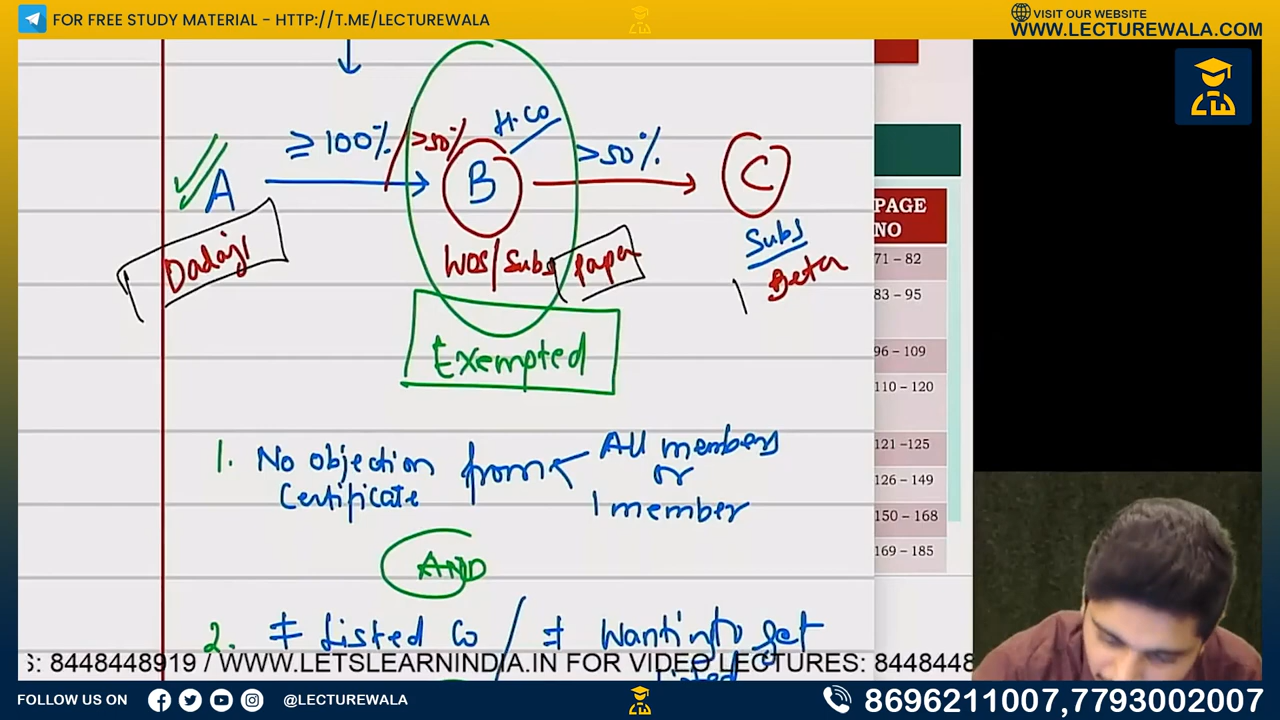 FOR FREE STUDY MATERIAL - HTTP://T.ME/LECTUREWALA
VISIT OUR WEBSITE
WWW.LECTUREWALA.COM
≥ 100%
>50%
H.Co
>50%
A
B
C
Dadaji
WOS/Subs
Papa
Subs
Beta
Exempted
1. No objection Certificate from
All members
or
1 member
AND
2. ≠ Listed Co / ≠ Wanting to get
Listed
PAGE
NO
71 – 82
83 – 95
96 – 109
110 – 120
121 –125
126 – 149
150 – 168
169 – 185
S: 8448448919 / WWW.LETSLEARNINDIA.IN FOR VIDEO LECTURES: 8448448
FOLLOW US ON
@LECTUREWALA
8696211007,7793002007